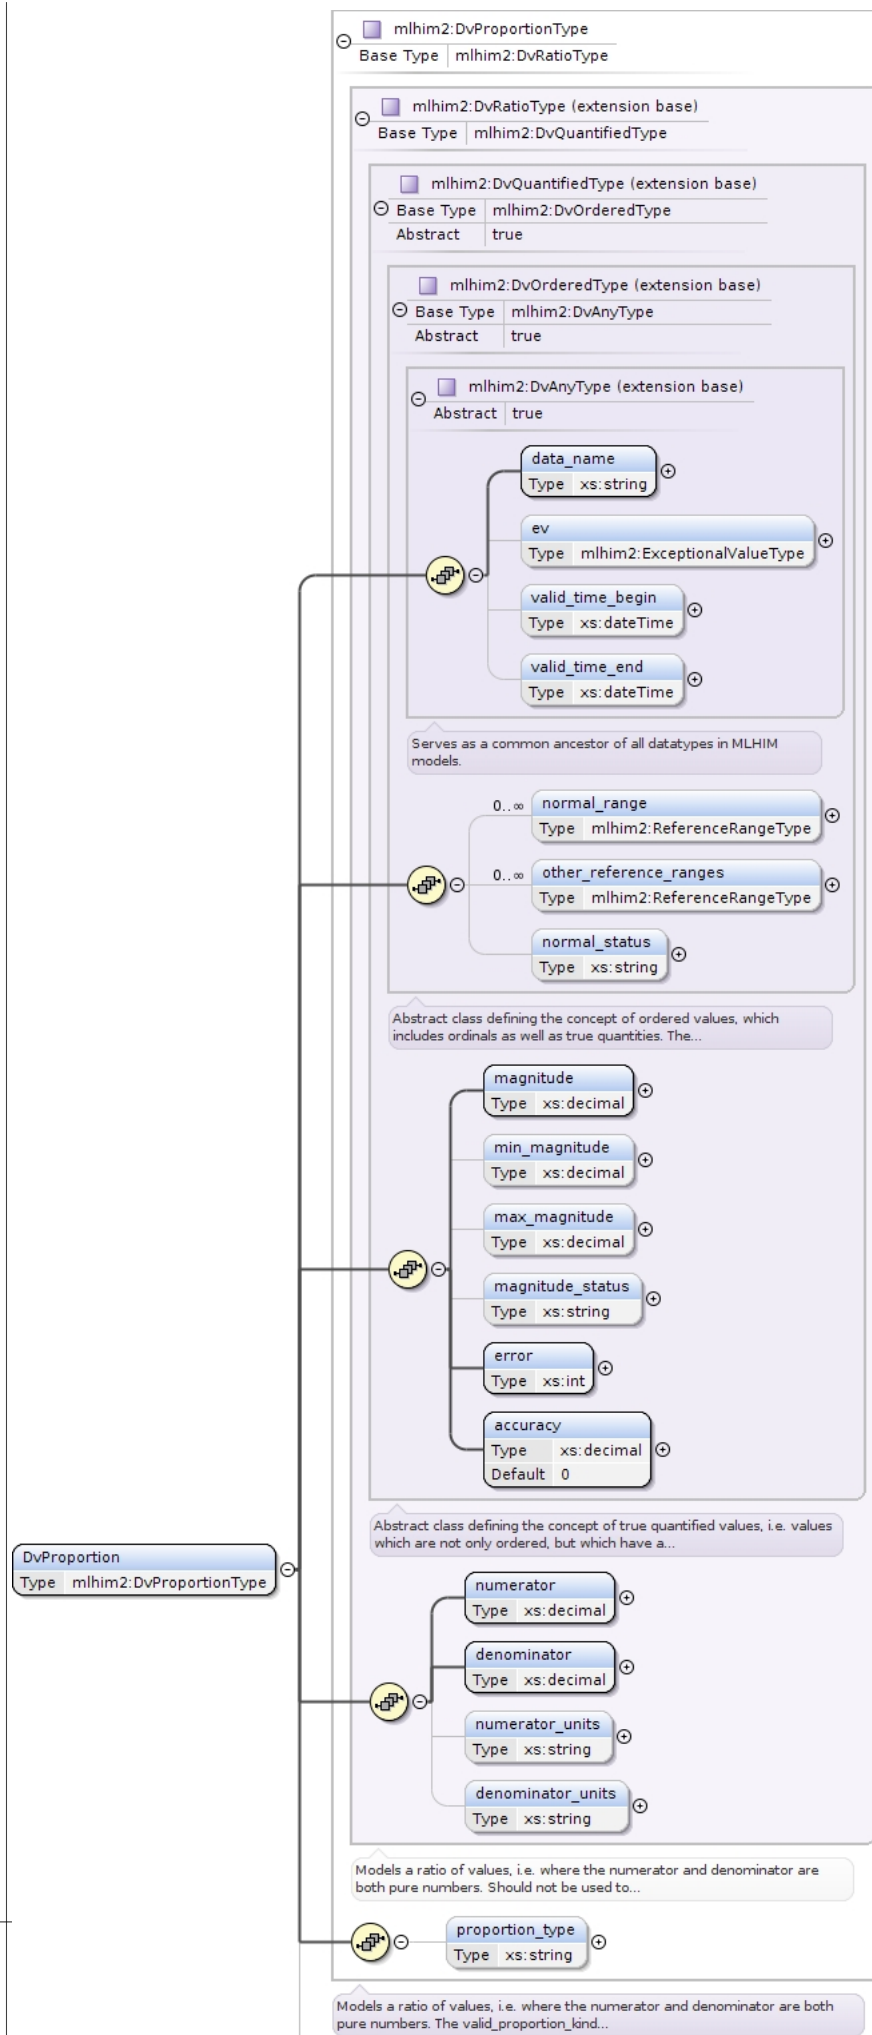 mlhim2:DvProportionType
Base Type mlhim2:DvRatioType
mlhim2:DvRatioType (extension base)
Base Type mlhim2:DvQuantifiedType
mlhim2:DvQuantifiedType (extension base)
Base Type mlhim2:DvOrderedType
Abstract true
mlhim2:DvOrderedType (extension base)
Base Type mlhim2:DvAnyType
Abstract true
mlhim2:DvAnyType (extension base)
Abstract true
data_name
Type xs:string
ev
Type mlhim2:ExceptionalValueType
valid_time_begin
Type xs:dateTime
valid_time_end
Type xs:dateTime
Serves as a common ancestor of all datatypes in MLHIM
models.
0..∞ normal_range
Type mlhim2:ReferenceRangeType
0..∞ other_reference_ranges
Type mlhim2:ReferenceRangeType
normal_status
Type xs:string
Abstract class defining the concept of ordered values, which
includes ordinals as well as true quantities. The...
magnitude
Type xs:decimal
min_magnitude
Type xs:decimal
max_magnitude
Type xs:decimal
magnitude_status
Type xs:string
error
Type xs:int
accuracy
Type xs:decimal
Default 0
Abstract class defining the concept of true quantified values, i.e. values
which are not only ordered, but which have a...
DvProportion
Type mlhim2:DvProportionType
numerator
Type xs:decimal
denominator
Type xs:decimal
numerator_units
Type xs:string
denominator_units
Type xs:string
Models a ratio of values, i.e. where the numerator and denominator are
both pure numbers. Should not be used to...
proportion_type
Type xs:string
Models a ratio of values, i.e. where the numerator and denominator are both
pure numbers. The valid_proportion_kind...